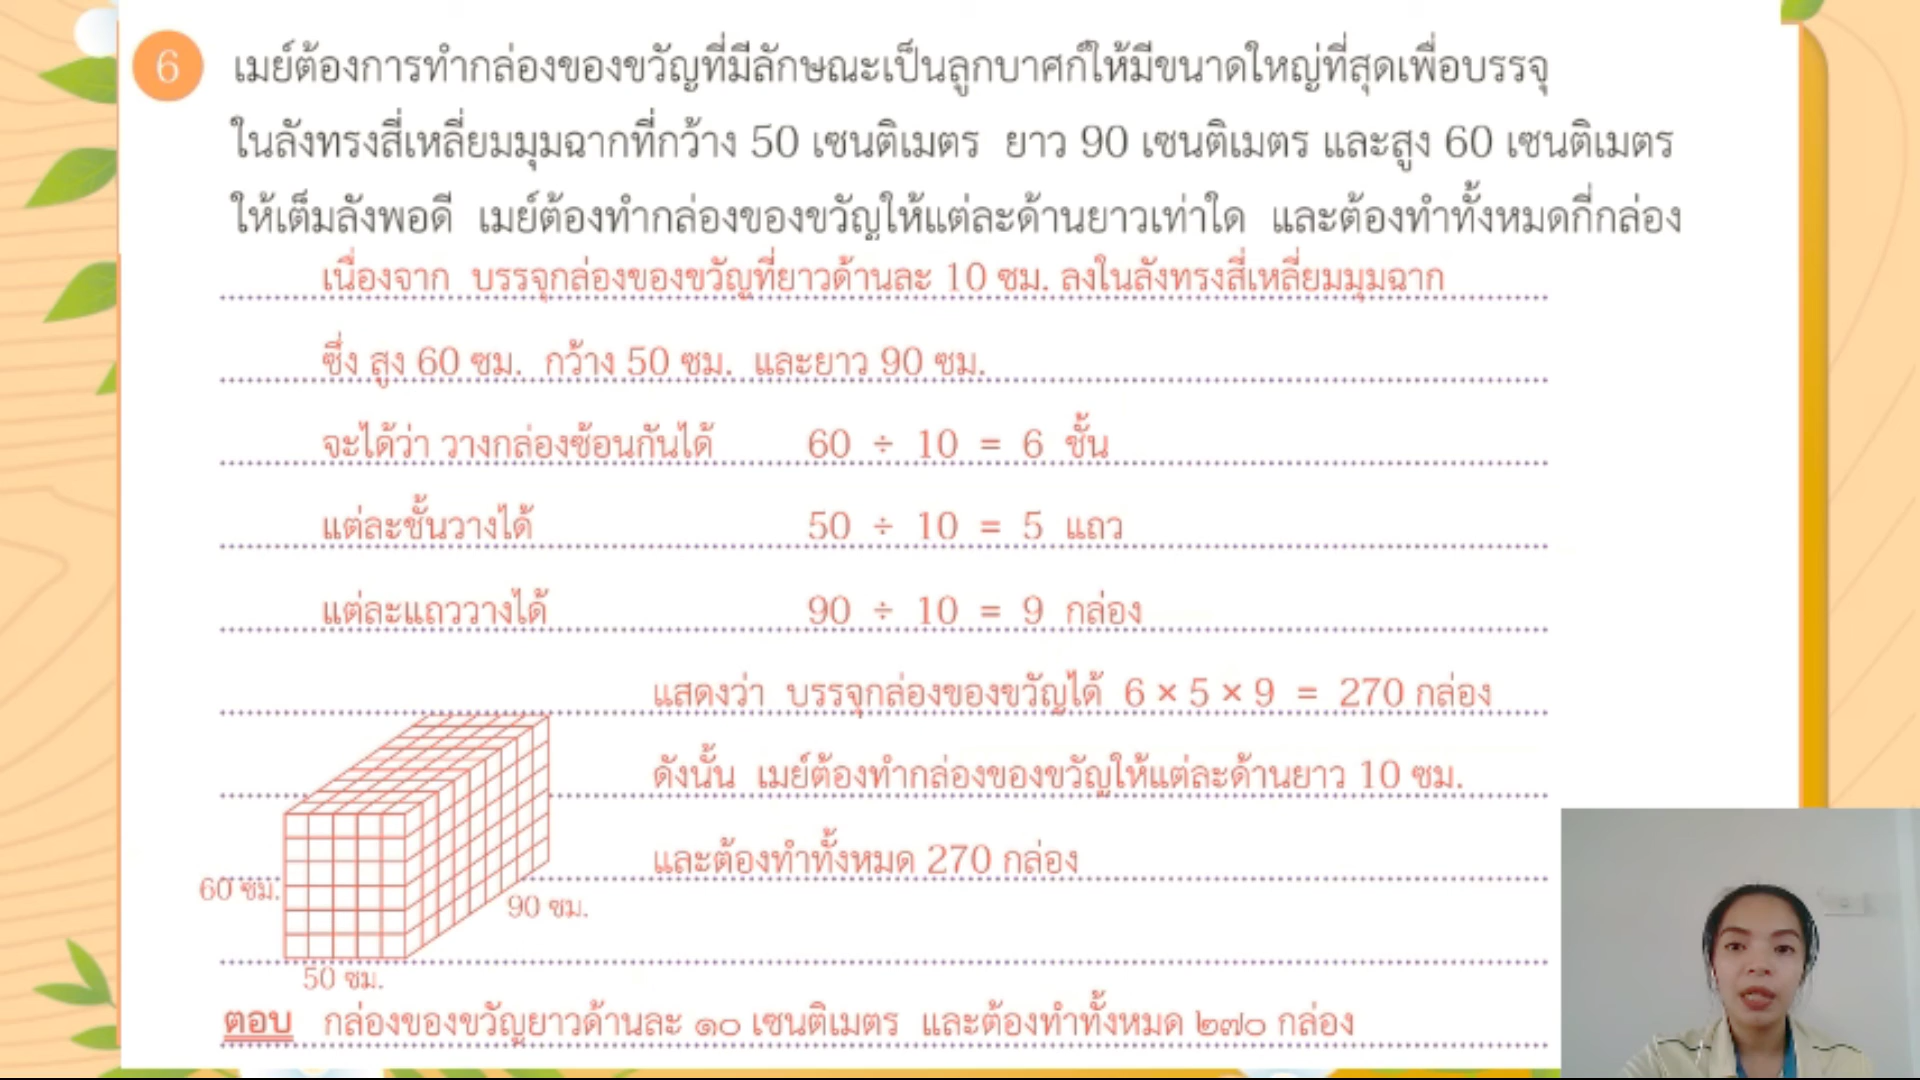 6 เมย์ต้องการทำกล่องของขวัญที่มีลักษณะเป็นลูกบาศก์ให้มีขนาดใหญ่ที่สุดเพื่อบรรจุ
ในลังทรงสี่เหลี่ยมมุมฉากที่กว้าง 50 เซนติเมตร ยาว 90 เซนติเมตร และสูง 60 เซนติเมตร
ให้เต็มลังพอดี เมย์ต้องทำกล่องของขวัญให้แต่ละด้านยาวเท่าใด และต้องทำทั้งหมดกี่กล่อง
เนื่องจาก บรรจุกล่องของขวัญที่ยาวด้านละ 10 ซม. ลงในลังทรงสี่เหลี่ยมมุมฉาก
ซึ่ง สูง 60 ซม. กว้าง 50 ซม. และยาว 90 ซม.
จะได้ว่า วางกล่องซ้อนกันได้ 60 ÷ 10 = 6 ชั้น
แต่ละชั้นวางได้ 50 ÷ 10 = 5 แถว
แต่ละแถววางได้ 90 ÷ 10 = 9 กล่อง
แสดงว่า บรรจุกล่องของขวัญได้ 6 × 5 × 9 = 270 กล่อง
ดังนั้น เมย์ต้องทำกล่องของขวัญให้แต่ละด้านยาว 10 ซม.
และต้องทำทั้งหมด 270 กล่อง
60 ซม.
90 ซม.
50 ซม.
ตอบ กล่องของขวัญยาวด้านละ ๑๐ เซนติเมตร และต้องทำทั้งหมด ๒๗๐ กล่อง